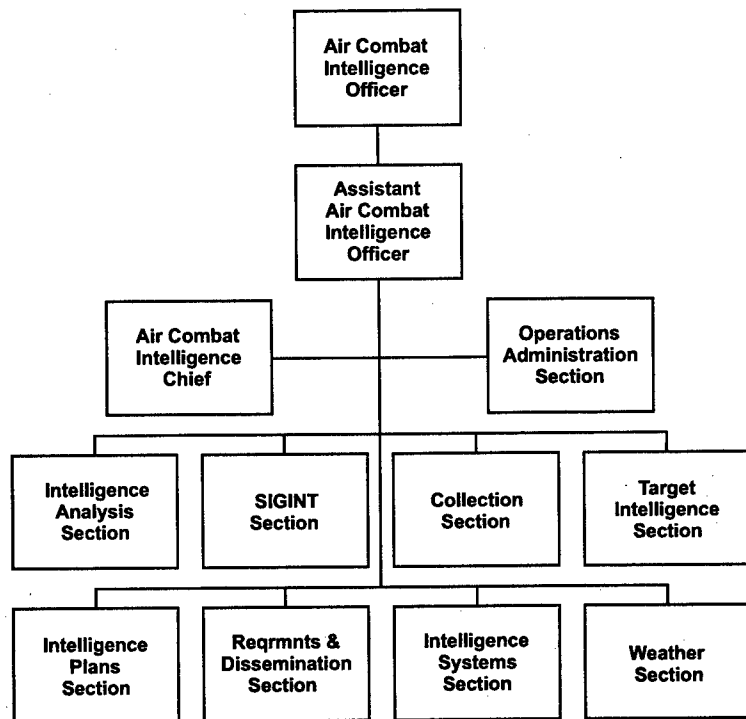 Air Combat
Intelligence
Officer
Assistant
Air Combat
Intelligence
Officer
Air Combat
Intelligence
Chief
Operations
Administration
Section
Intelligence
Analysis
Section
SIGINT
Section
Collection
Section
Target
Intelligence
Section
Intelligence
Plans
Section
Reqrmnts &
Dissemination
Section
Intelligence
Systems
Section
Weather
Section